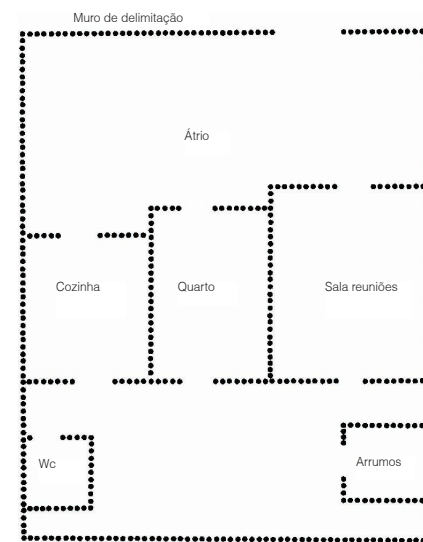 Muro de delimitação
Átrio
Cozinha
Quarto
Sala reuniões
Wc
Arrumos